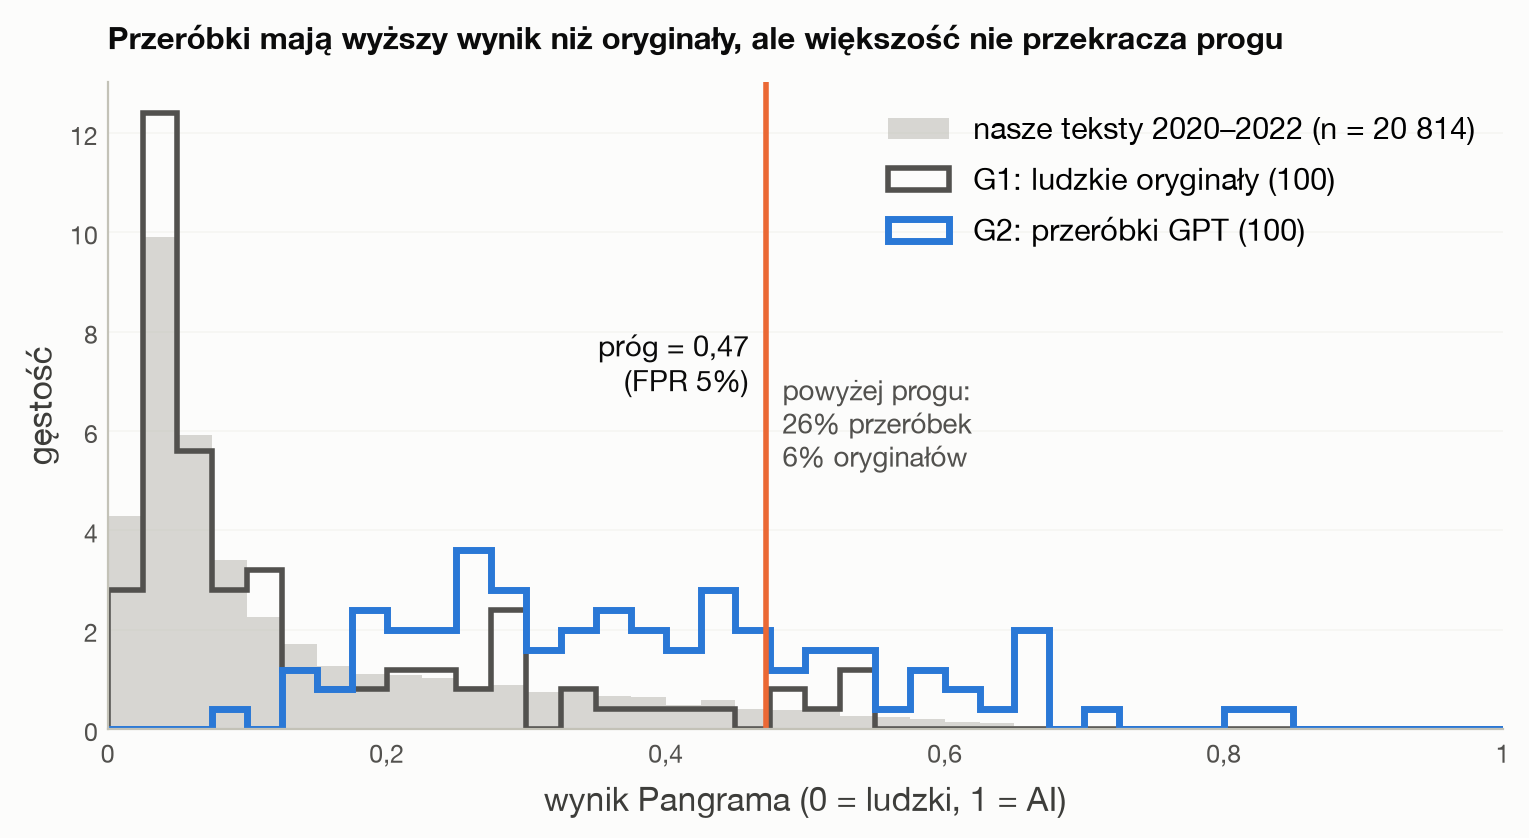 Przeróbki mają wyższy wynik niż oryginały, ale większość nie przekracza progu
nasze teksty 2020–2022 (n = 20 814)
G1: ludzkie oryginały (100)
G2: przeróbki GPT (100)
próg = 0,47
(FPR 5%)
powyżej progu:
26% przeróbek
6% oryginałów
gęstość
12
10
8
6
4
2
0
0 0,2 0,4 0,6 0,8 1
wynik Pangrama (0 = ludzki, 1 = AI)